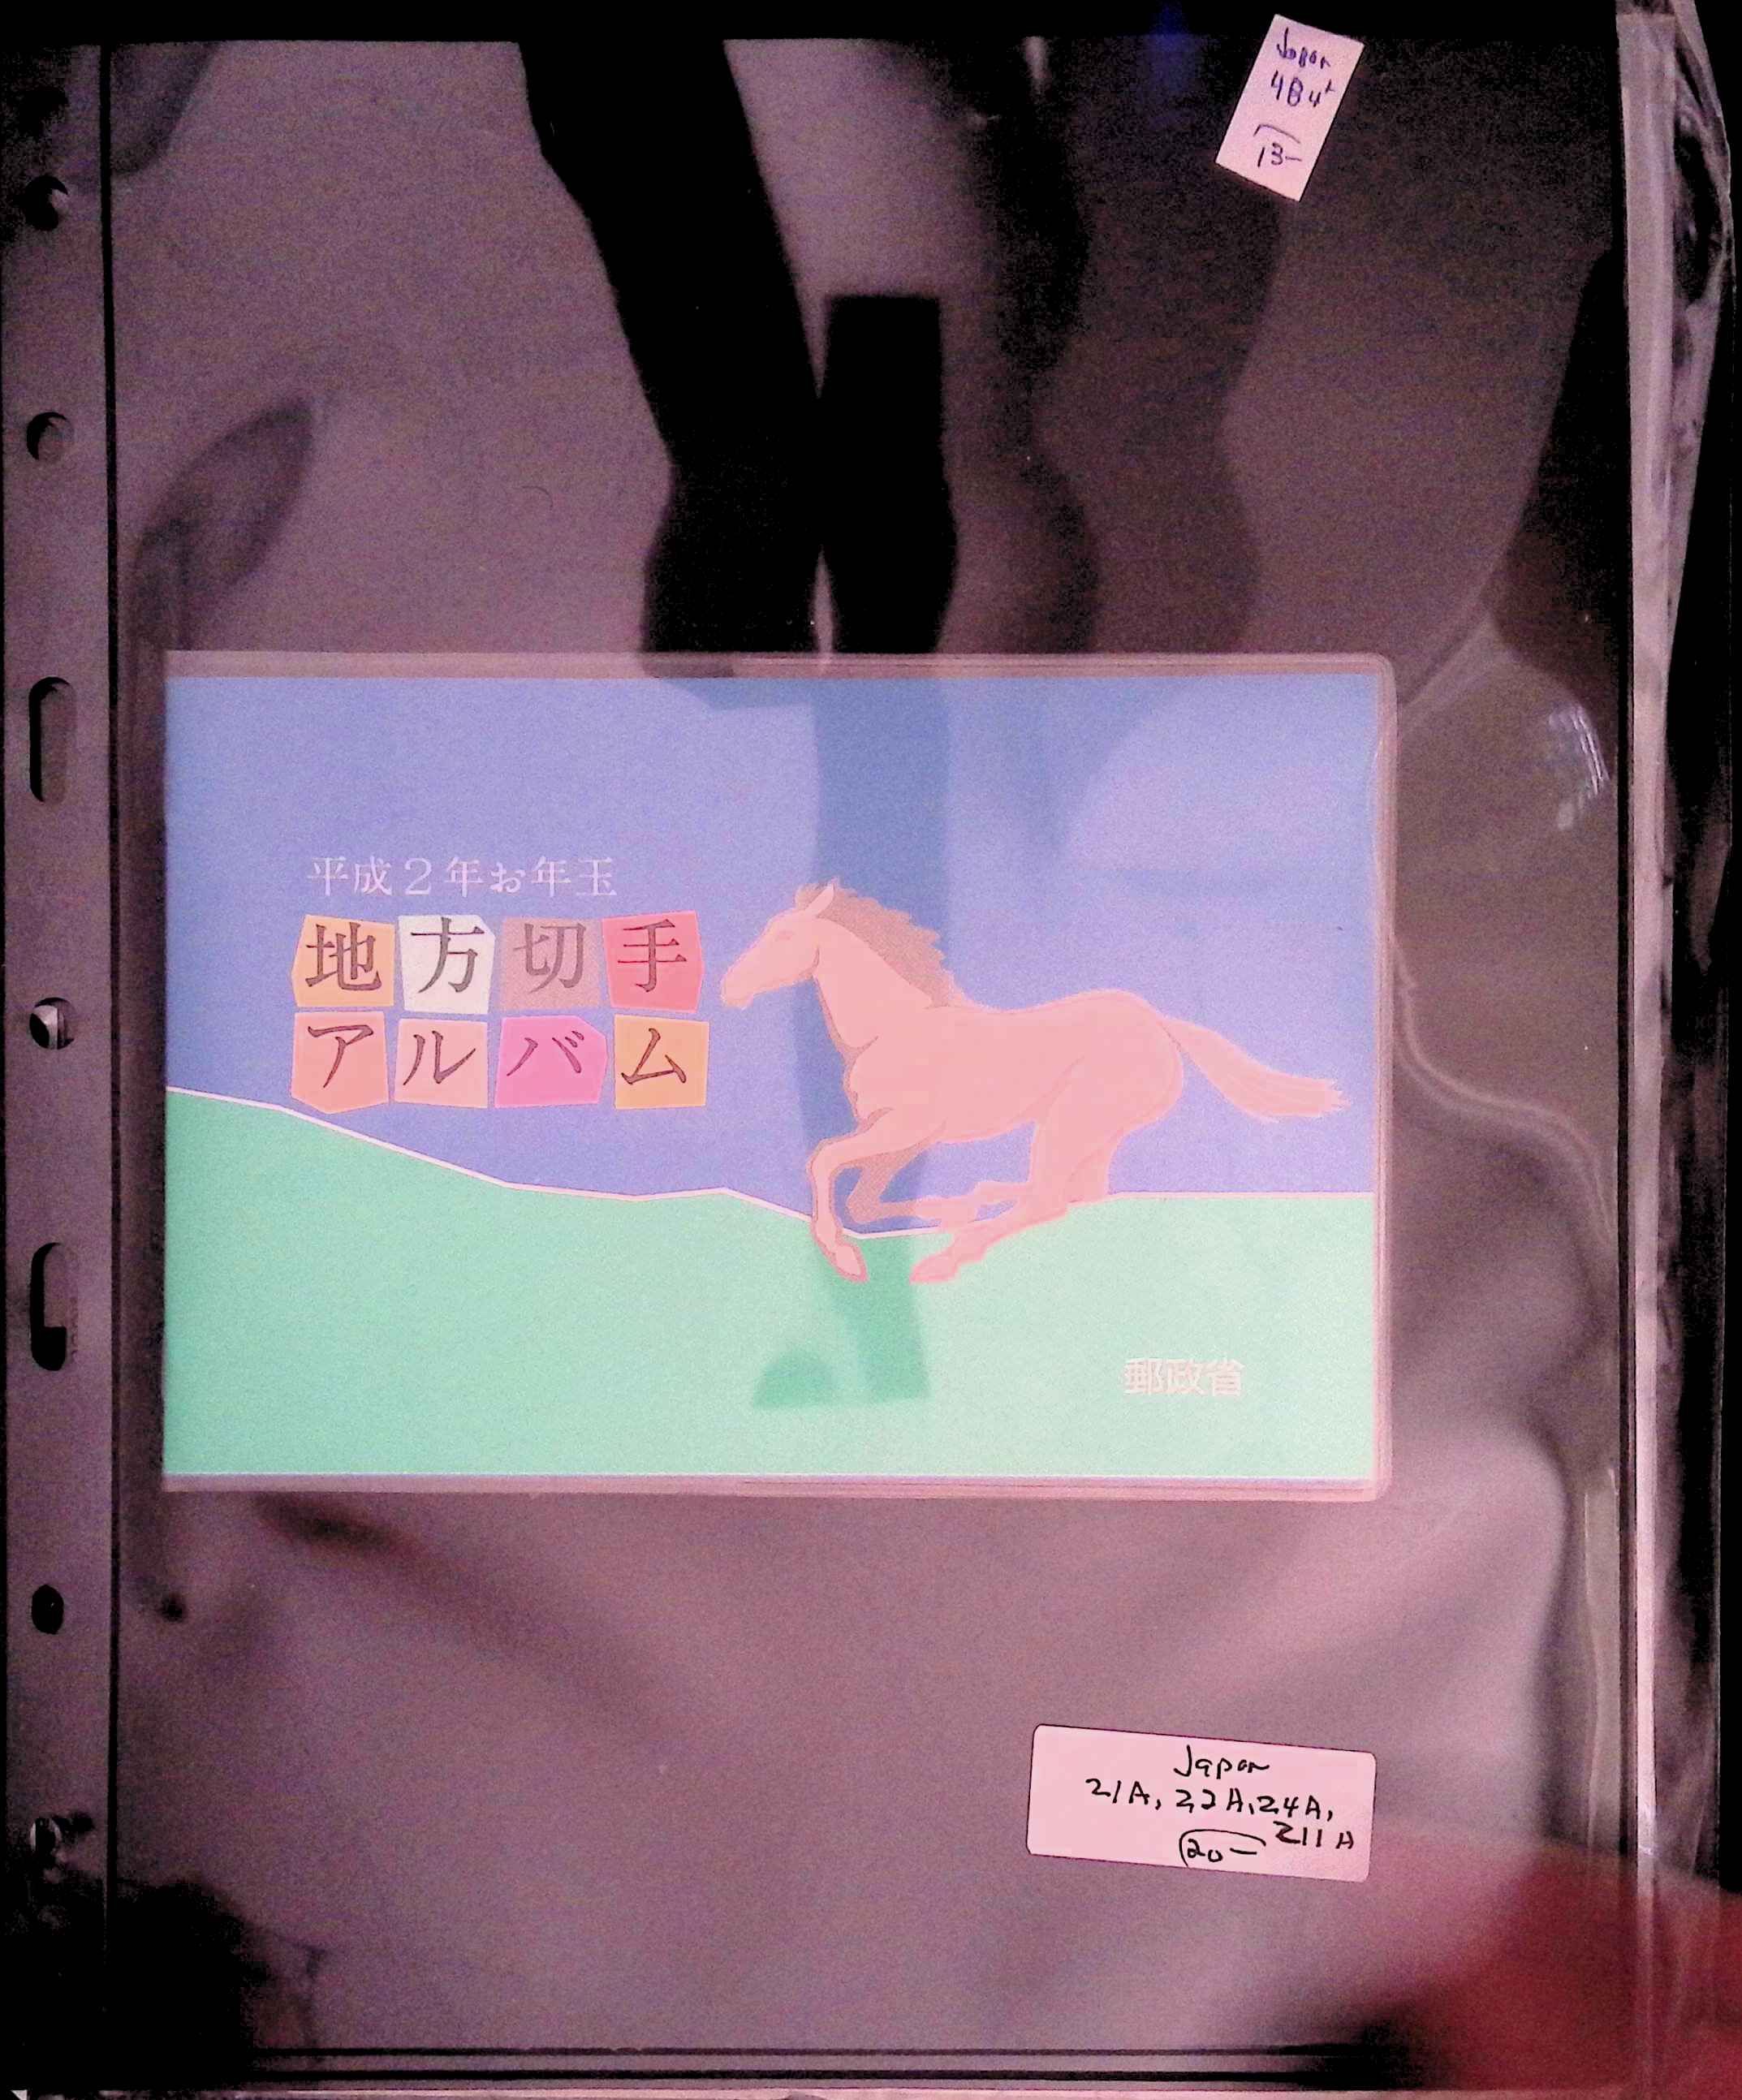 Japan
484
13-
平成2年お年玉
地方切手
アルバム
郵政省
Japan
21A, 22A, 24A,
211A
20-